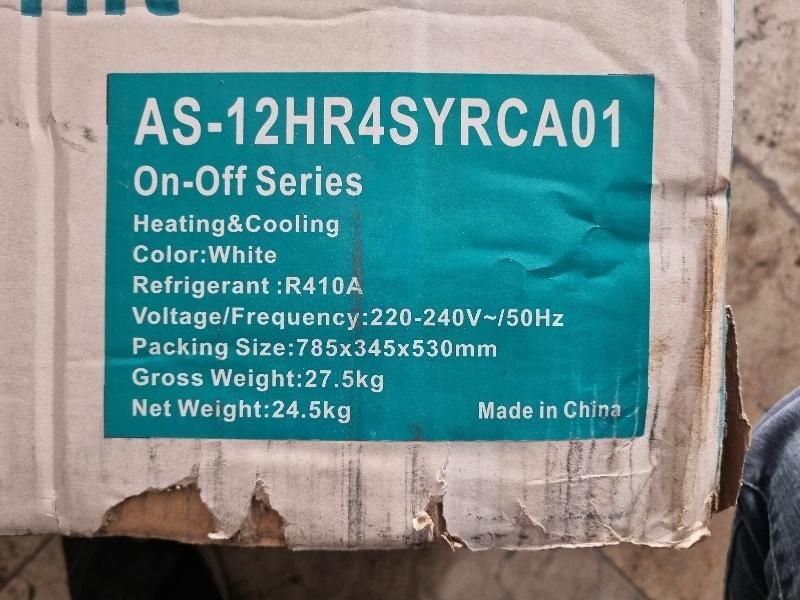 AS-12HR4SYRCA01
On-Off Series
Heating&Cooling
Color:White
Refrigerant :R410A
Voltage/Frequency:220-240V~/50Hz
Packing Size:785x345x530mm
Gross Weight:27.5kg
Net Weight:24.5kg
Made in China